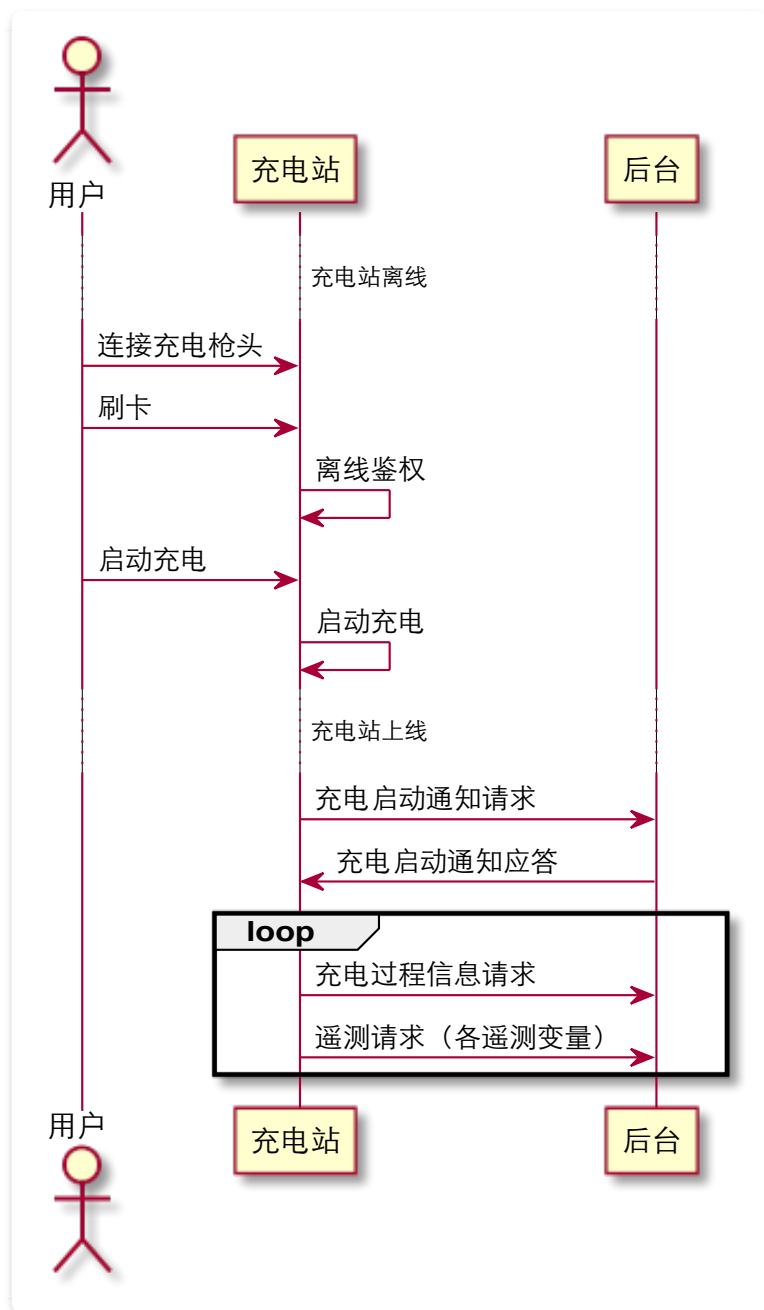 用户
充电站
后台
充电站离线
连接充电枪头
刷卡
离线鉴权
启动充电
启动充电
充电站上线
充电启动通知请求
充电启动通知应答
loop
充电过程信息请求
遥测请求（各遥测变量）
用户
充电站
后台